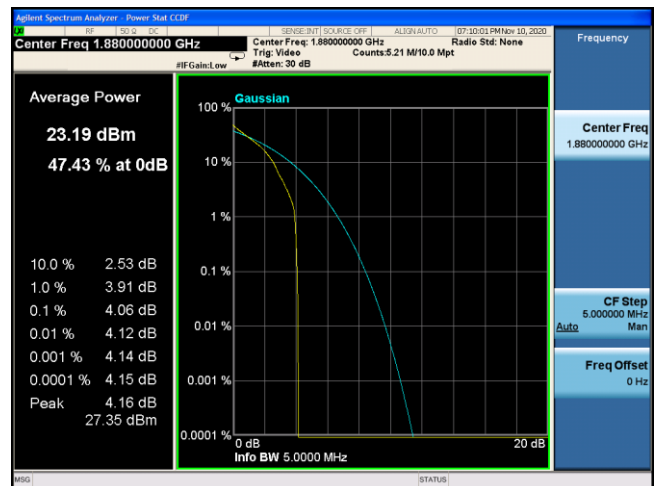 Agilent Spectrum Analyzer - Power Stat CCDF
RF 50 Ω DC SENSE:INT SOURCE OFF ALIGN AUTO 07:10:01 PM Nov 10, 2020
Center Freq 1.880000000 GHz
Center Freq: 1.880000000 GHz Radio Std: None
Trig: Video Counts:5.21 M/10.0 Mpt
#IFGain:Low #Atten: 30 dB
Frequency
Average Power
23.19 dBm
47.43 % at 0dB
10.0 % 2.53 dB
1.0 % 3.91 dB
0.1 % 4.06 dB
0.01 % 4.12 dB
0.001 % 4.14 dB
0.0001 % 4.15 dB
Peak 4.16 dB
27.35 dBm
Gaussian
100 %
10 %
1 %
0.1 %
0.01 %
0.001 %
0.0001 %
0 dB 20 dB
Info BW 5.0000 MHz
Center Freq
1.880000000 GHz
CF Step
5.000000 MHz
Auto Man
Freq Offset
0 Hz
MSG STATUS